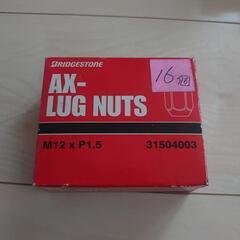 BRIDGESTONE
16個
AX-
LUG NUTS
M12 x P1.5 31504003